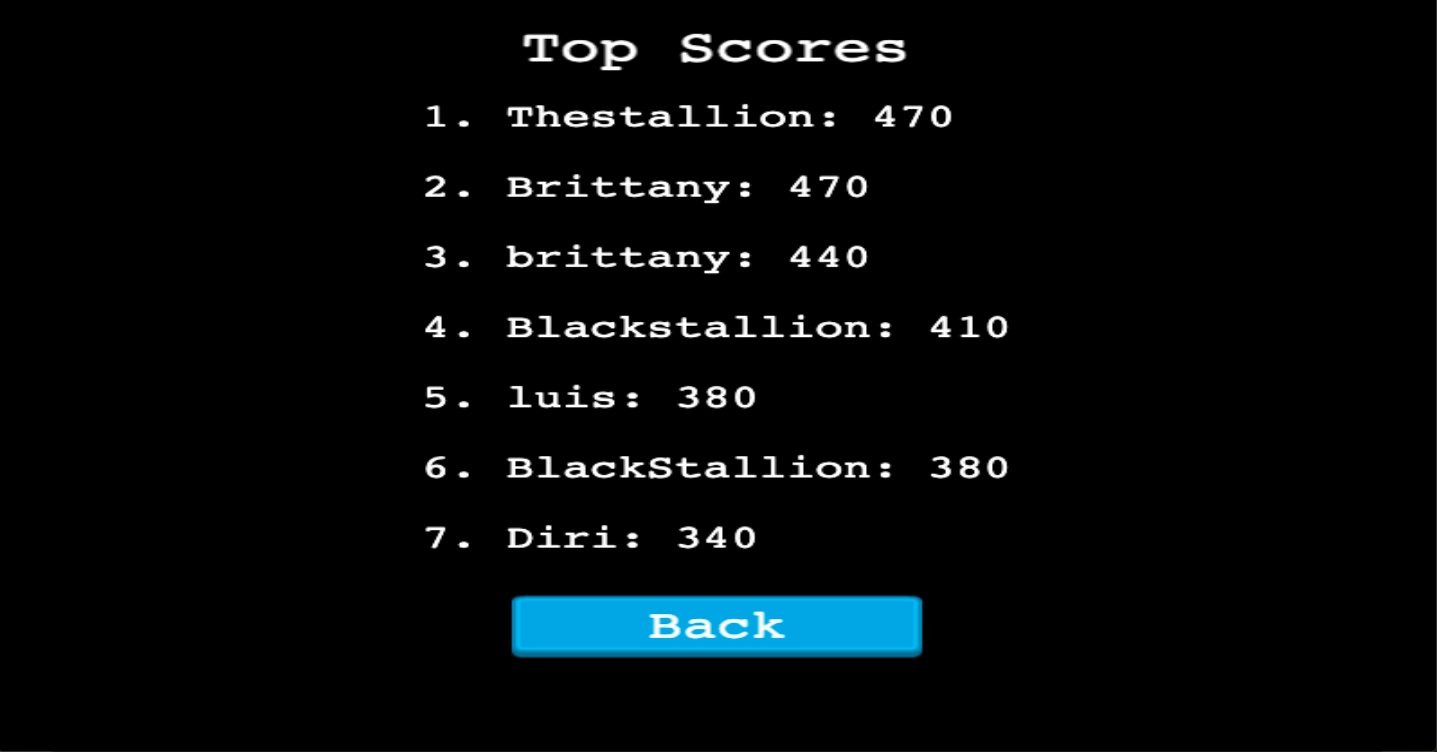 Top Scores
1. Thestallion: 470
2. Brittany: 470
3. brittany: 440
4. Blackstallion: 410
5. luis: 380
6. BlackStallion: 380
7. Diri: 340
Back